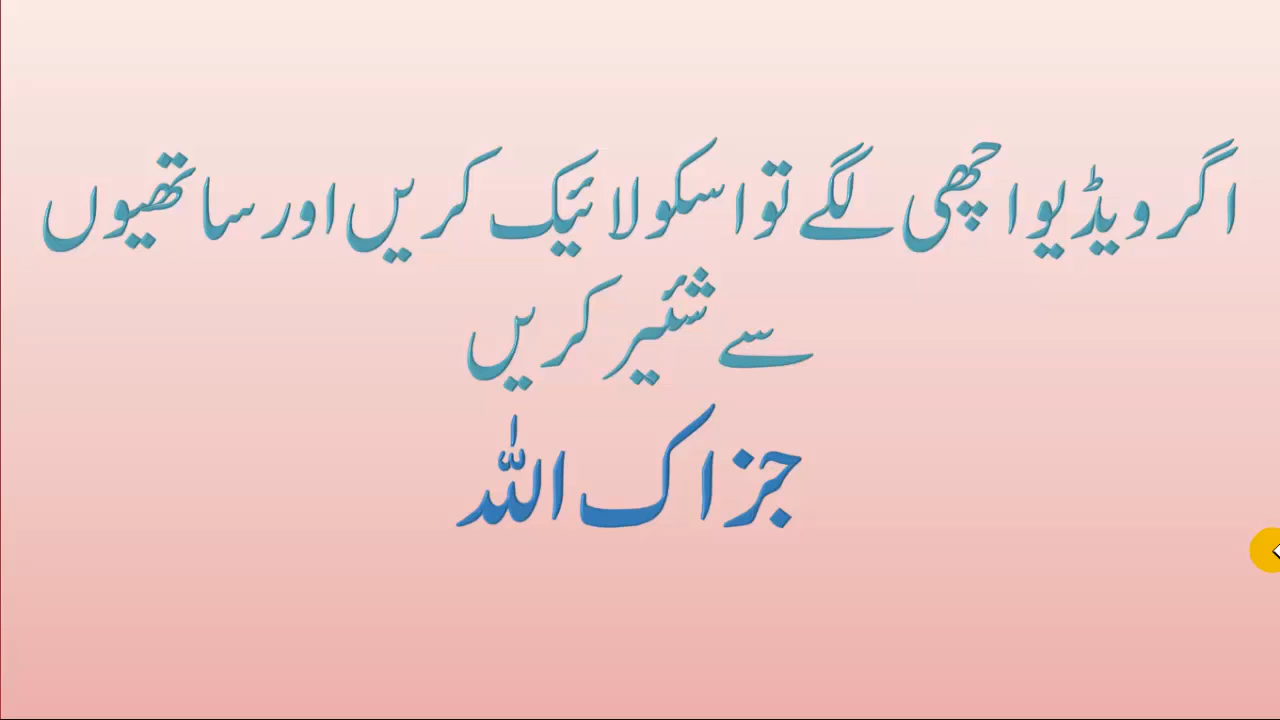 اگر ویڈیو اچھی لگے تو اسکو لائیک کریں اور ساتھیوں
سے شئیر کریں
جزاک اللہ